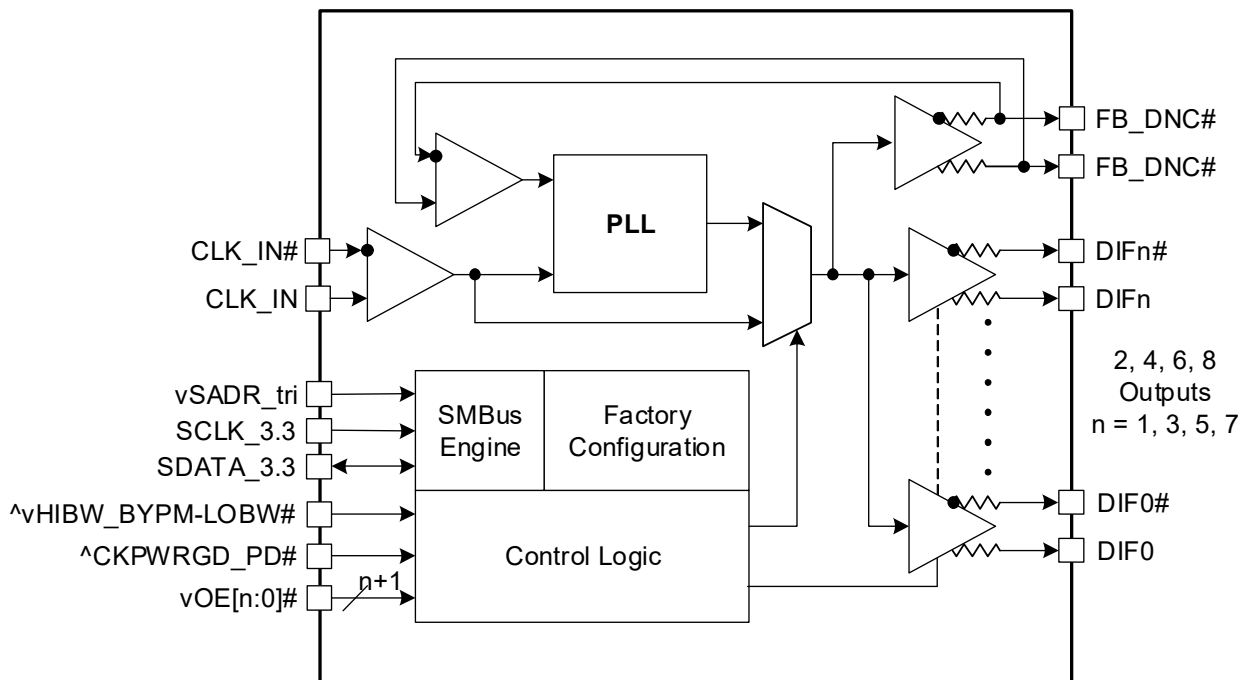 FB_DNC#
FB_DNC#
PLL
CLK_IN#
CLK_IN
DIFn#
DIFn
2, 4, 6, 8
Outputs
n = 1, 3, 5, 7
vSADR_tri
SCLK_3.3
SDATA_3.3
SMBus
Engine
Factory
Configuration
^vHIBW_BYPM-LOBW#
^CKPWRGD_PD#
vOE[n:0]#
n+1
Control Logic
DIF0#
DIF0